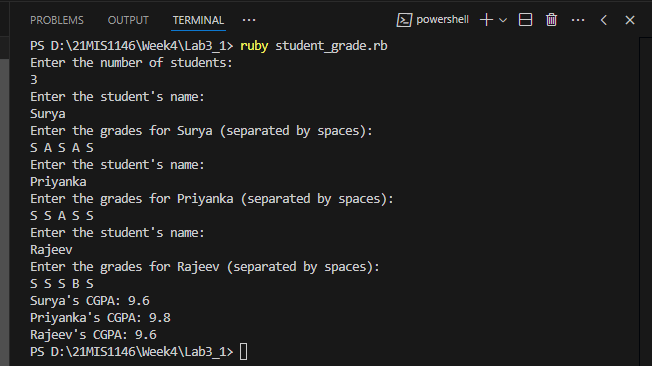 PROBLEMS OUTPUT TERMINAL ... powershell
PS D:\21MIS1146\Week4\Lab3_1> ruby student_grade.rb
Enter the number of students:
3
Enter the student's name:
Surya
Enter the grades for Surya (separated by spaces):
S A S A S
Enter the student's name:
Priyanka
Enter the grades for Priyanka (separated by spaces):
S S A S S
Enter the student's name:
Rajeev
Enter the grades for Rajeev (separated by spaces):
S S S B S
Surya's CGPA: 9.6
Priyanka's CGPA: 9.8
Rajeev's CGPA: 9.6
PS D:\21MIS1146\Week4\Lab3_1>